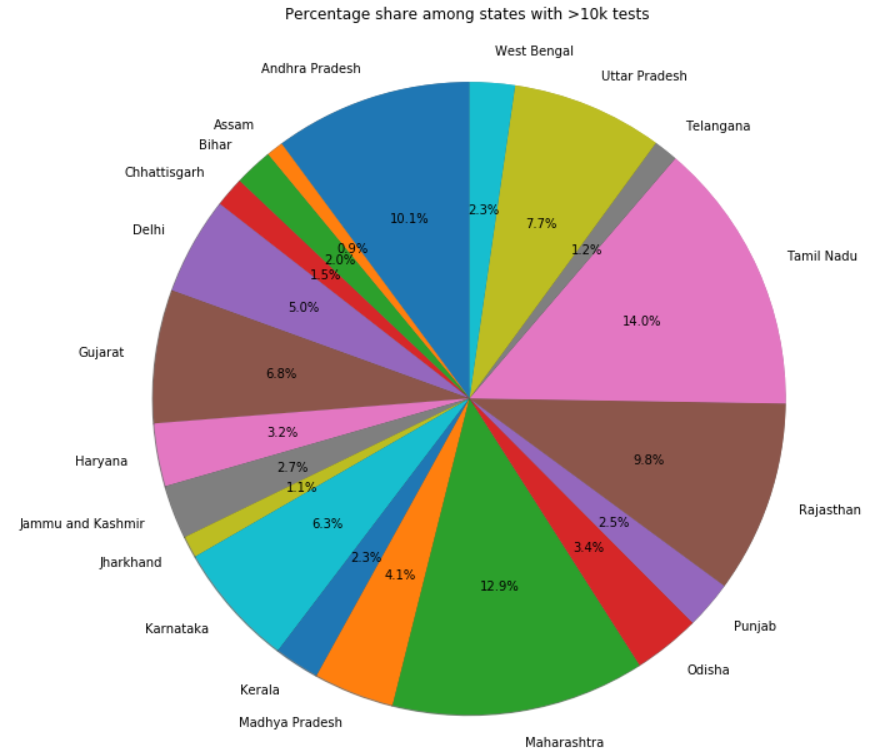 Percentage share among states with >10k tests
West Bengal
2.3%
Uttar Pradesh
7.7%
Telangana
1.2%
Tamil Nadu
14.0%
Rajasthan
9.8%
Punjab
2.5%
Odisha
3.4%
Maharashtra
12.9%
Madhya Pradesh
4.1%
Kerala
2.3%
Karnataka
6.3%
Jharkhand
1.1%
Jammu and Kashmir
2.7%
Haryana
3.2%
Gujarat
6.8%
Delhi
5.0%
Chhattisgarh
1.5%
Bihar
2.0%
Assam
0.9%
Andhra Pradesh
10.1%